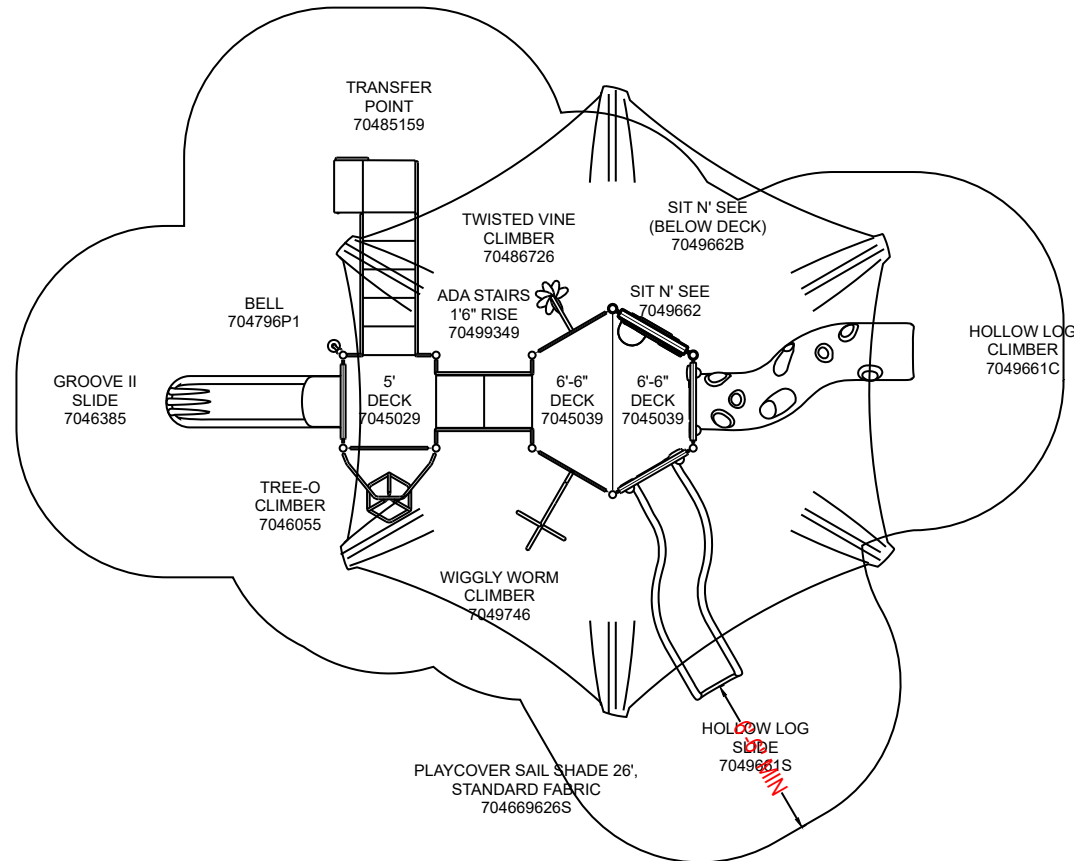 TRANSFER
POINT
70485159
TWISTED VINE
CLIMBER
70486726
SIT N' SEE
(BELOW DECK)
7049662B
BELL
704796P1
ADA STAIRS
1'6" RISE
70499349
SIT N' SEE
7049662
HOLLOW LOG
CLIMBER
7049661C
GROOVE II
SLIDE
7046385
5'
DECK
7045029
6'-6"
DECK
7045039
6'-6"
DECK
7045039
TREE-O
CLIMBER
7046055
WIGGLY WORM
CLIMBER
7049746
HOLLOW LOG
SLIDE
7049661S
6'-6" MIN
PLAYCOVER SAIL SHADE 26',
STANDARD FABRIC
704669626S